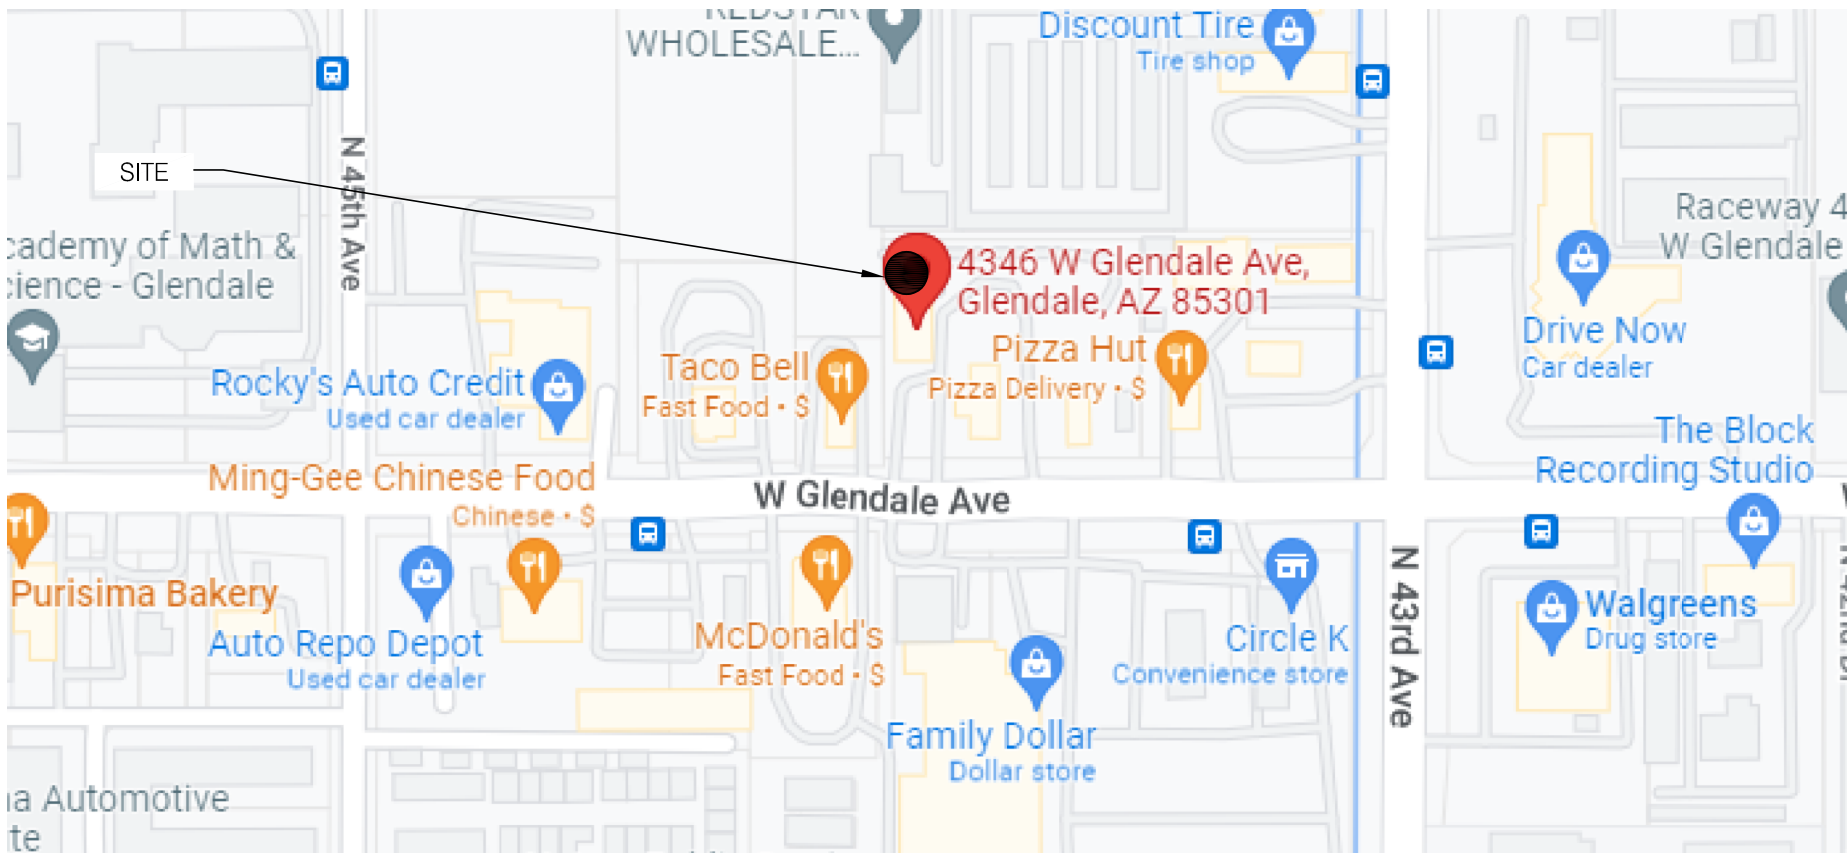 REDSTAR
WHOLESALE...
Discount Tire
Tire shop
N 45th Ave
SITE
cademy of Math &
cience - Glendale
4346 W Glendale Ave,
Glendale, AZ 85301
Raceway 4
W Glendale
Drive Now
Car dealer
Rocky's Auto Credit
Used car dealer
Taco Bell
Fast Food • $
Pizza Hut
Pizza Delivery • $
The Block
Recording Studio
Ming-Gee Chinese Food
Chinese • $
W Glendale Ave
Purisima Bakery
Auto Repo Depot
Used car dealer
McDonald's
Fast Food • $
Circle K
Convenience store
N 43rd Ave
Walgreens
Drug store
Family Dollar
Dollar store
a Automotive
te